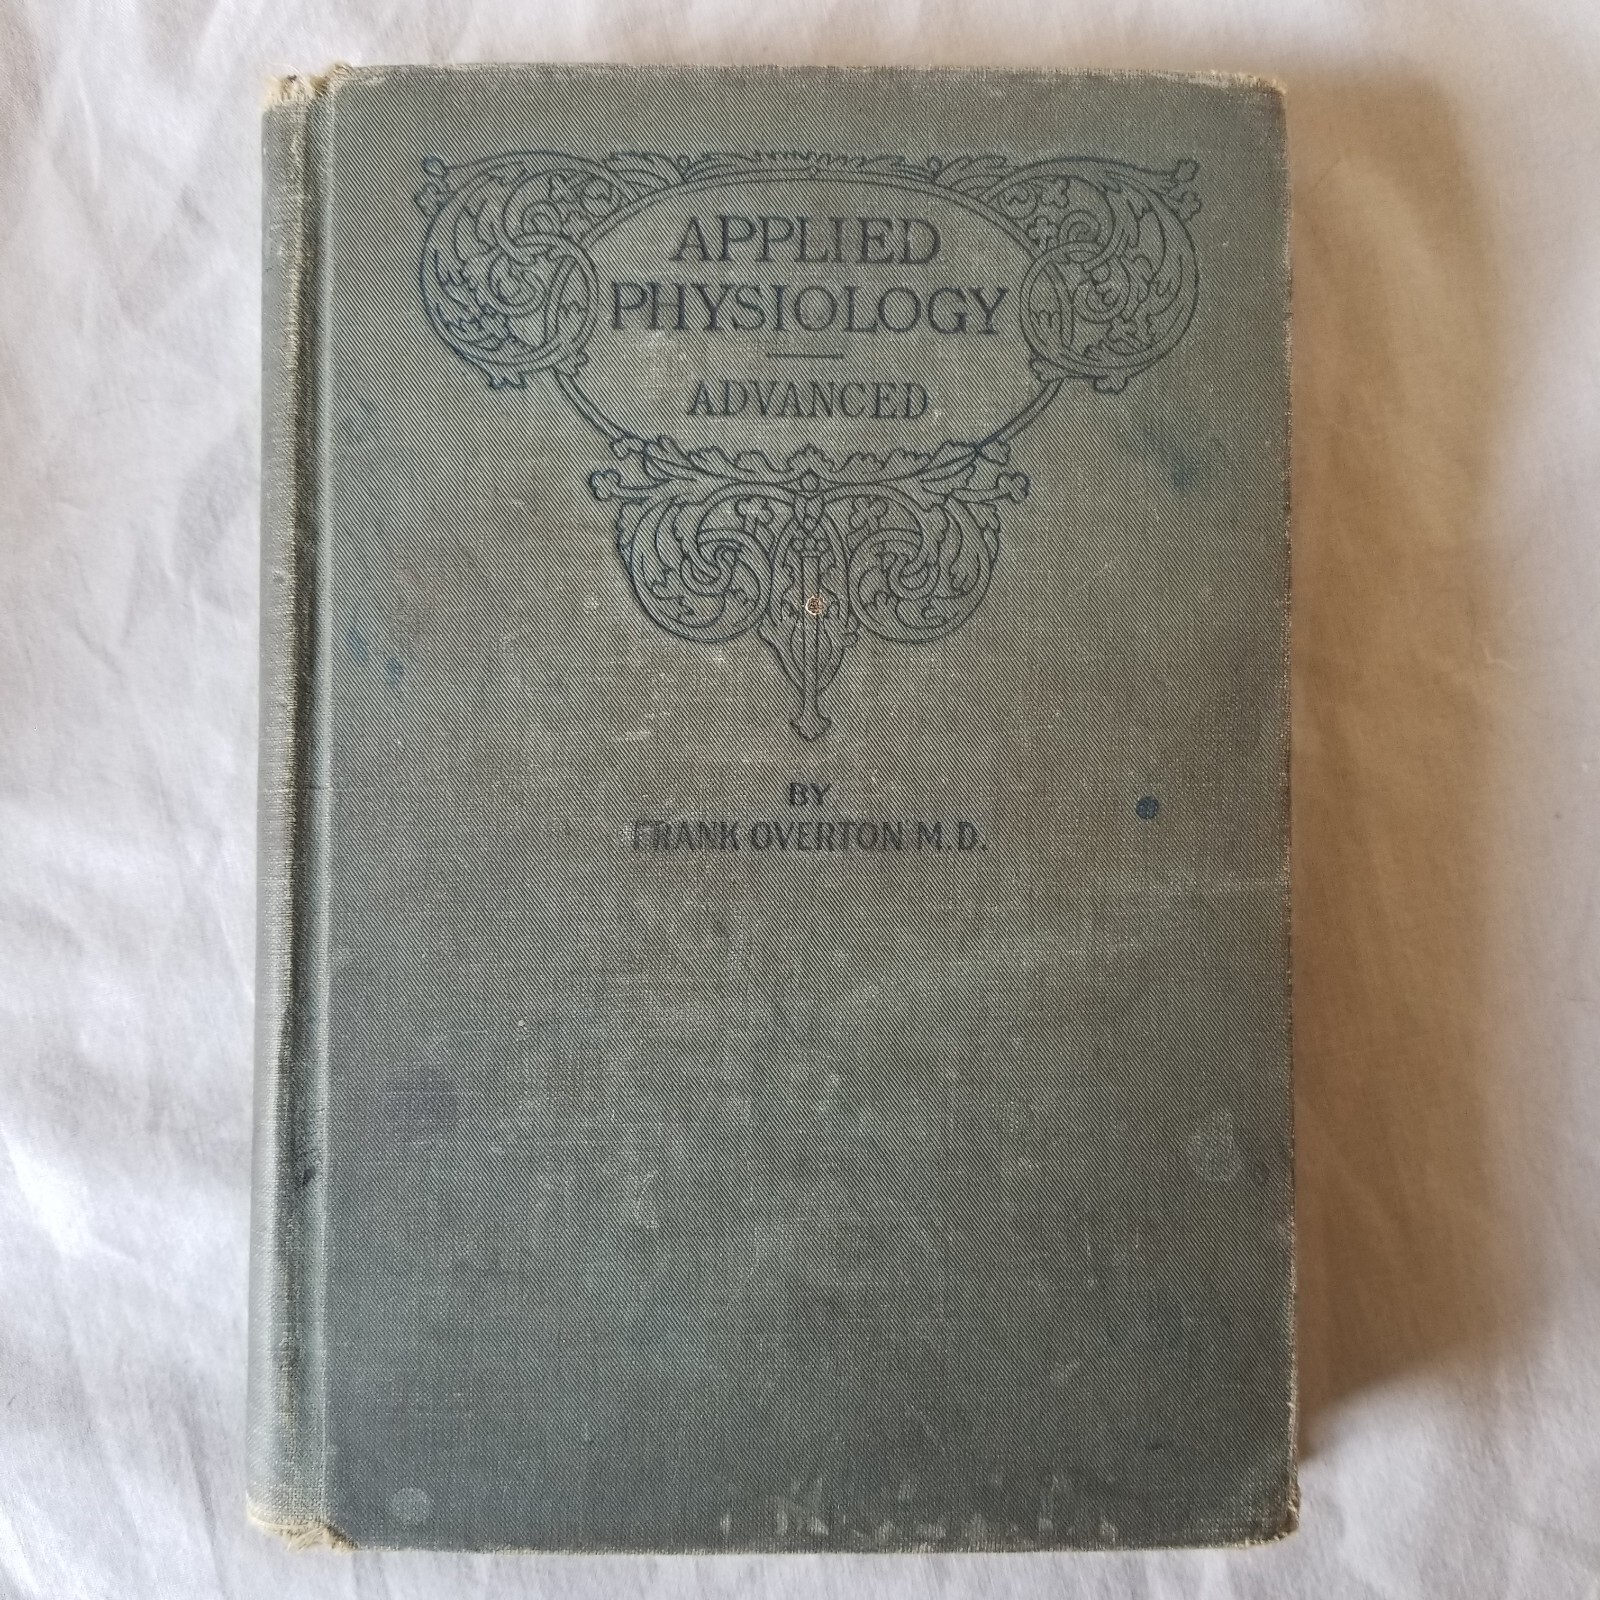 APPLIED
PHYSIOLOGY
ADVANCED
BY
FRANK OVERTON M.D.